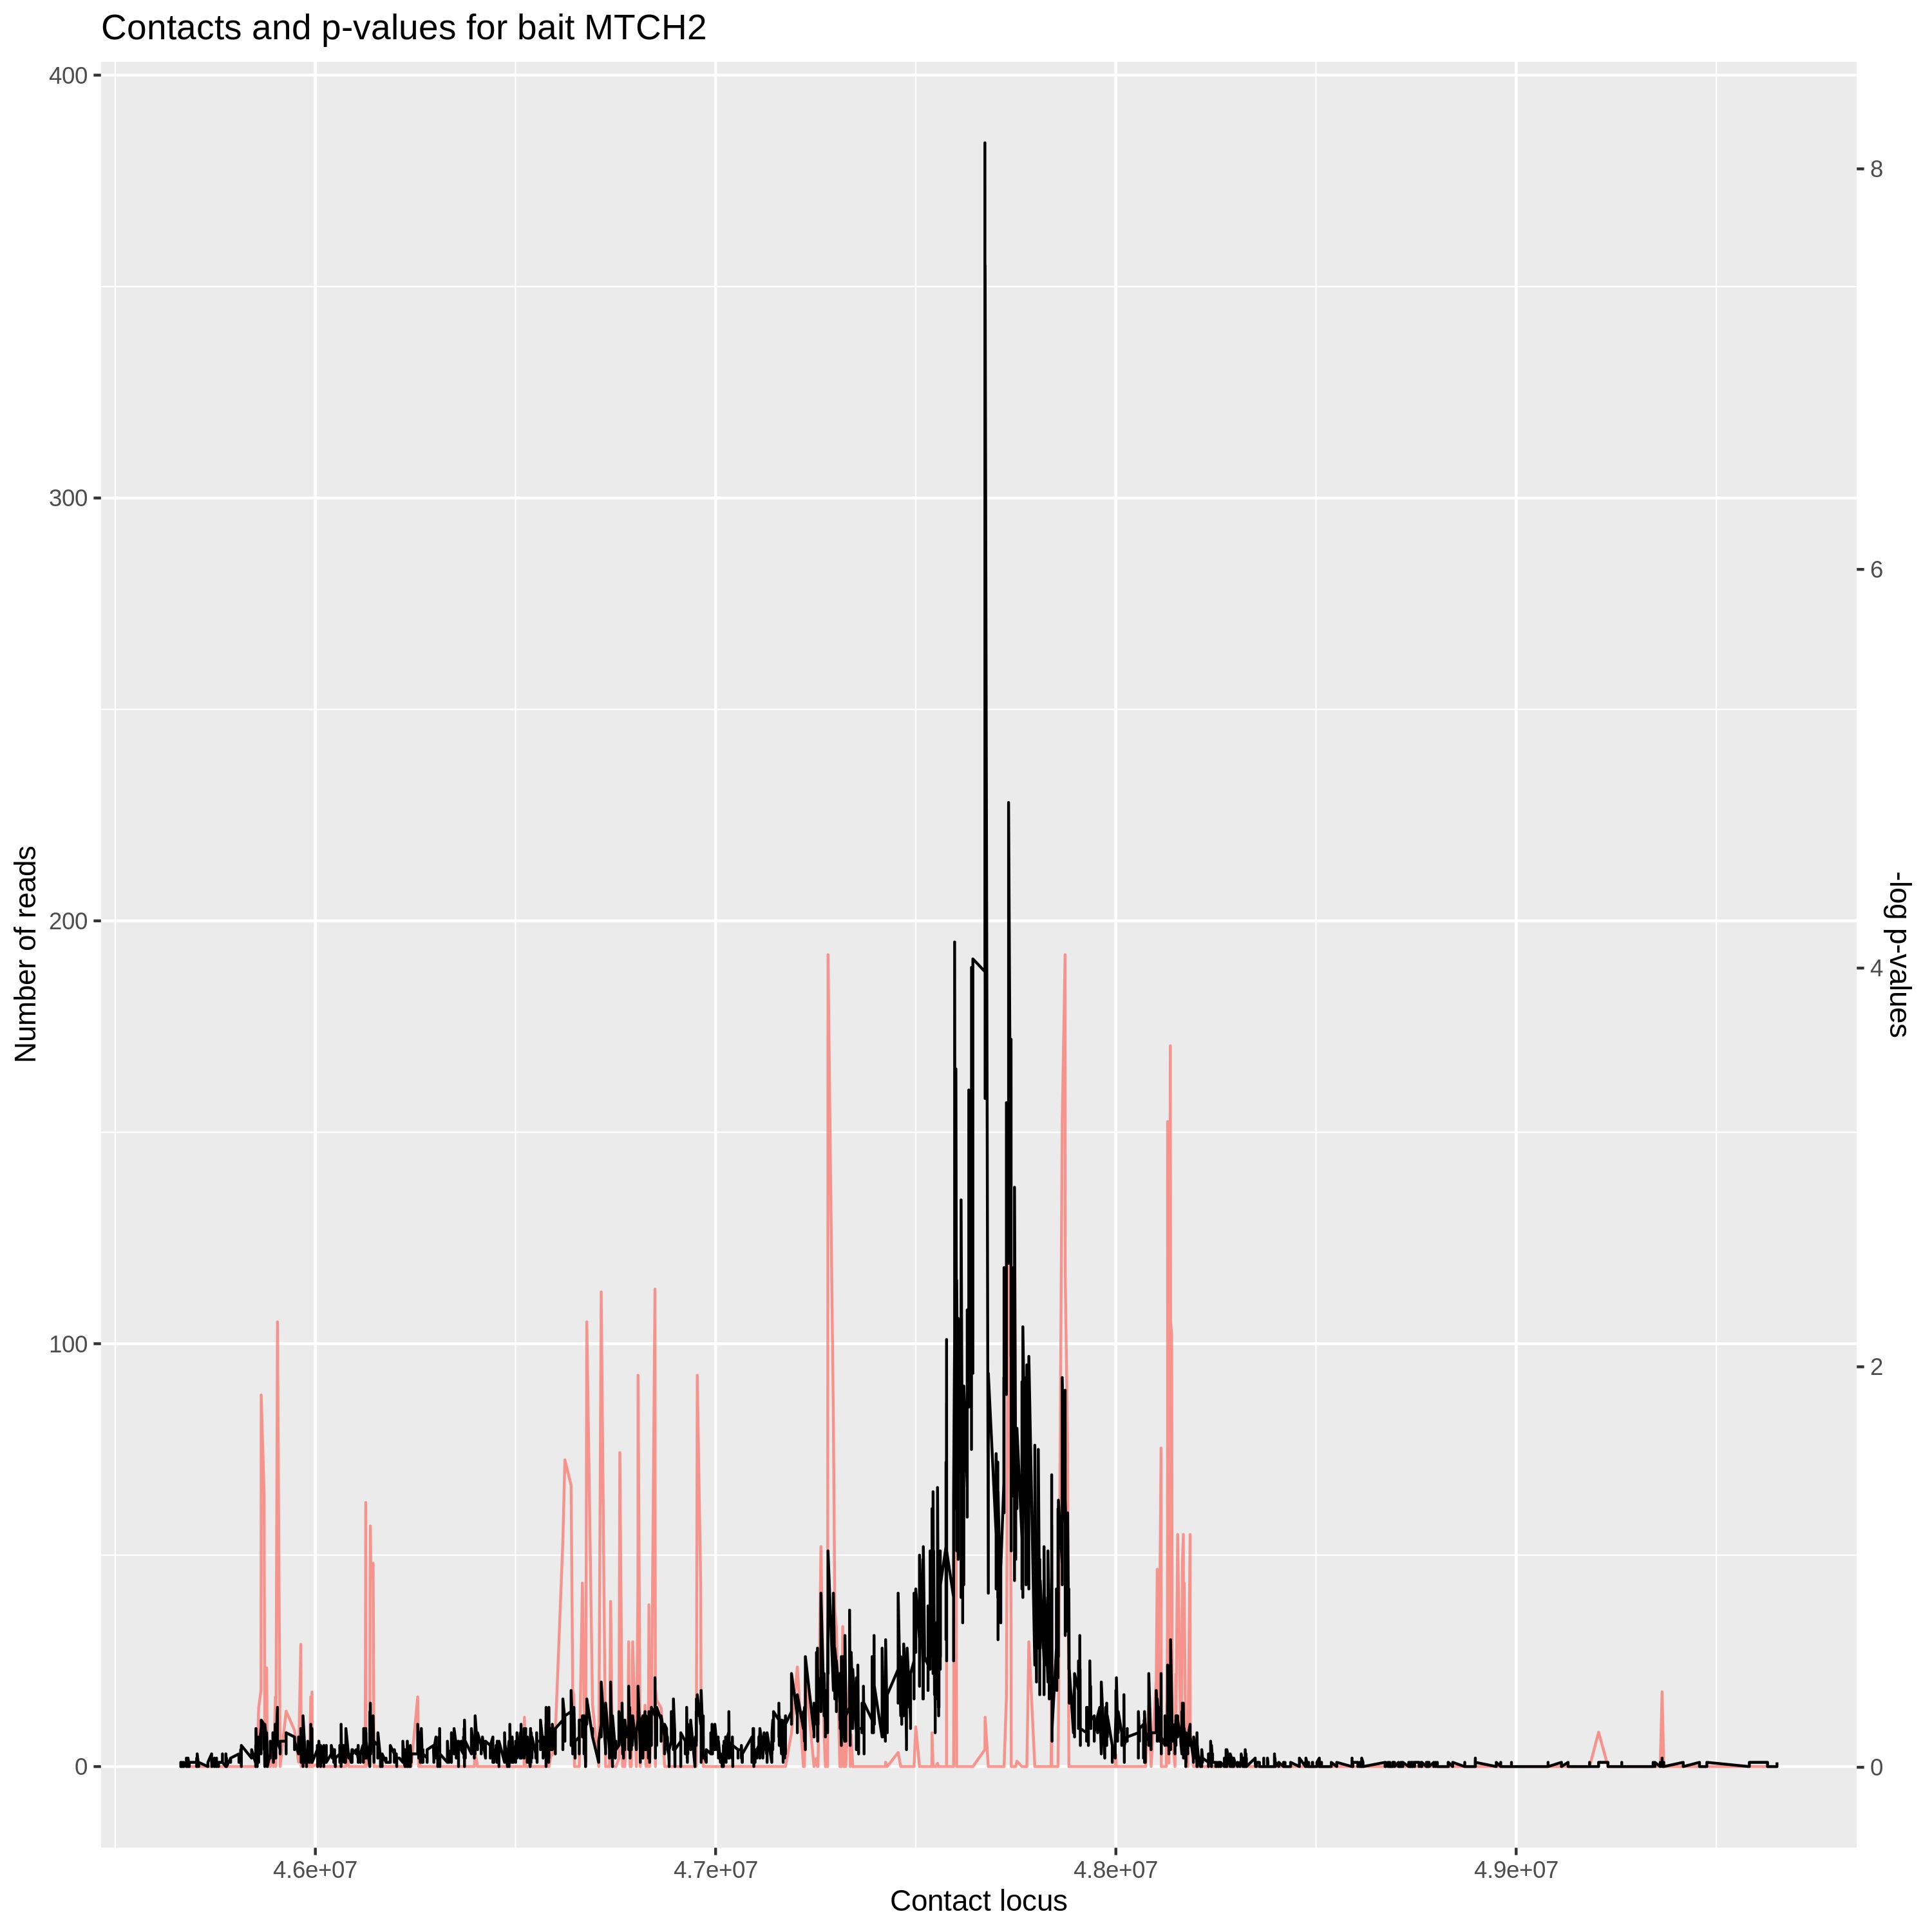 Contacts and p-values for bait MTCH2
400
300
200
100
0
Number of reads
8
6
4
2
0
-log p-values
4.6e+07
4.7e+07
4.8e+07
4.9e+07
Contact locus